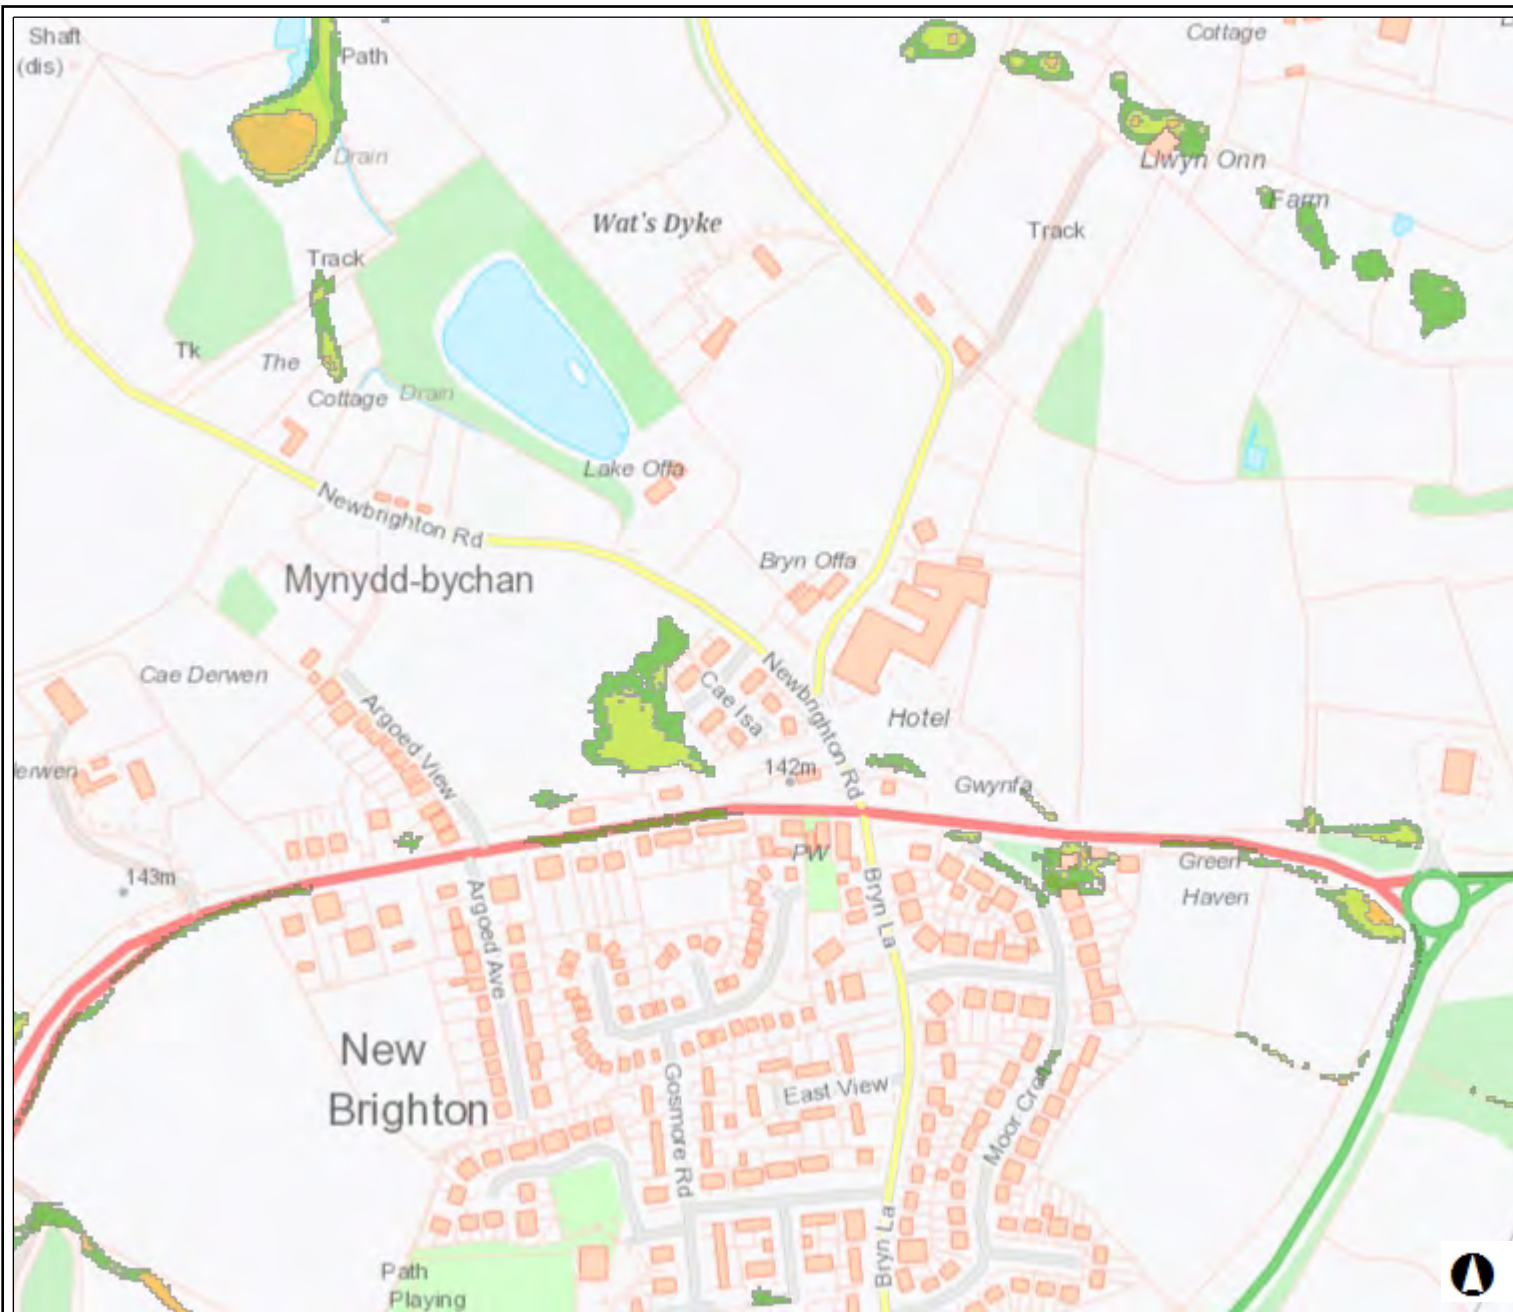 Shaft
(dis)
Path
Cottage
Drain
Llwyn Onn
Farm
Wat's Dyke
Track
Track
Tk
The
Cottage
Drain
Lake Offa
Newbrighton Rd
Bryn Offa
Mynydd-bychan
Cae Derwen
Argoed View
Cae Isa
Newbrighton Rd
Hotel
erwen
142m
Gwynfa
PW
Green
Haven
143m
Argoed Ave
Bryn La
New
Brighton
Gosmore Rd
East View
Moor Croft
Bryn La
Path
Playing